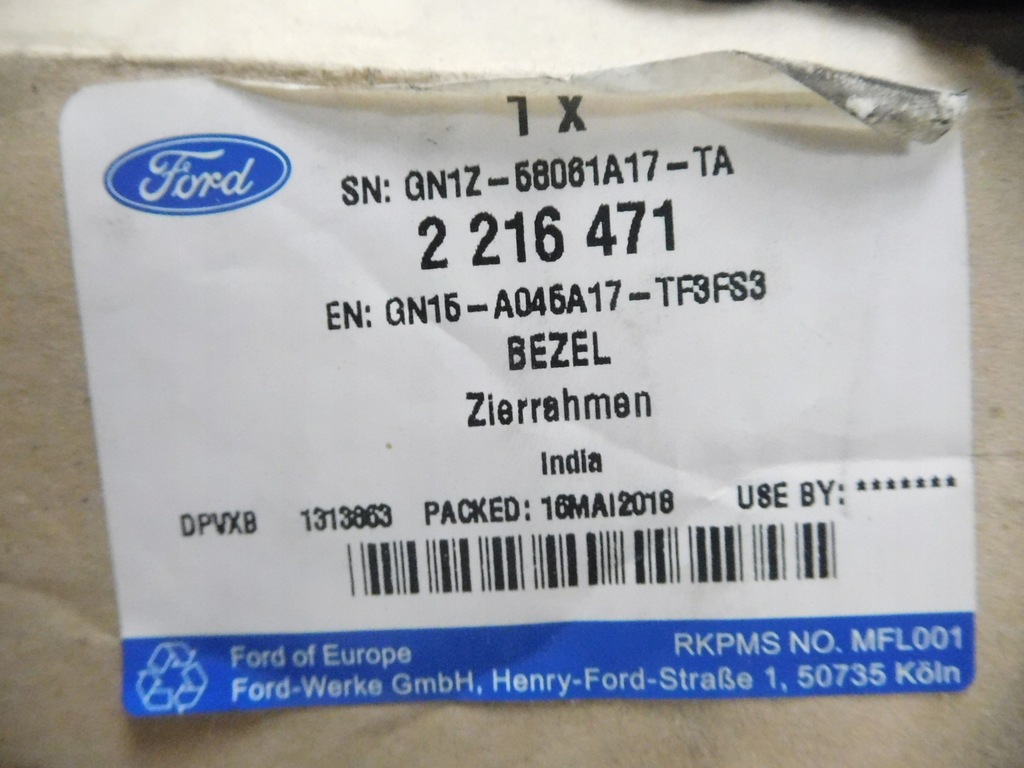 1 X
Ford
SN: GN1Z-58061A17-TA
2 216 471
EN: GN15-A045A17-TF3FS3
BEZEL
Zierrahmen
India
DPVXB 1313863 PACKED: 16MAI2018 USE BY: *******
RKPMS NO. MFL001
Ford of Europe
Ford-Werke GmbH, Henry-Ford-Straße 1, 50735 Köln